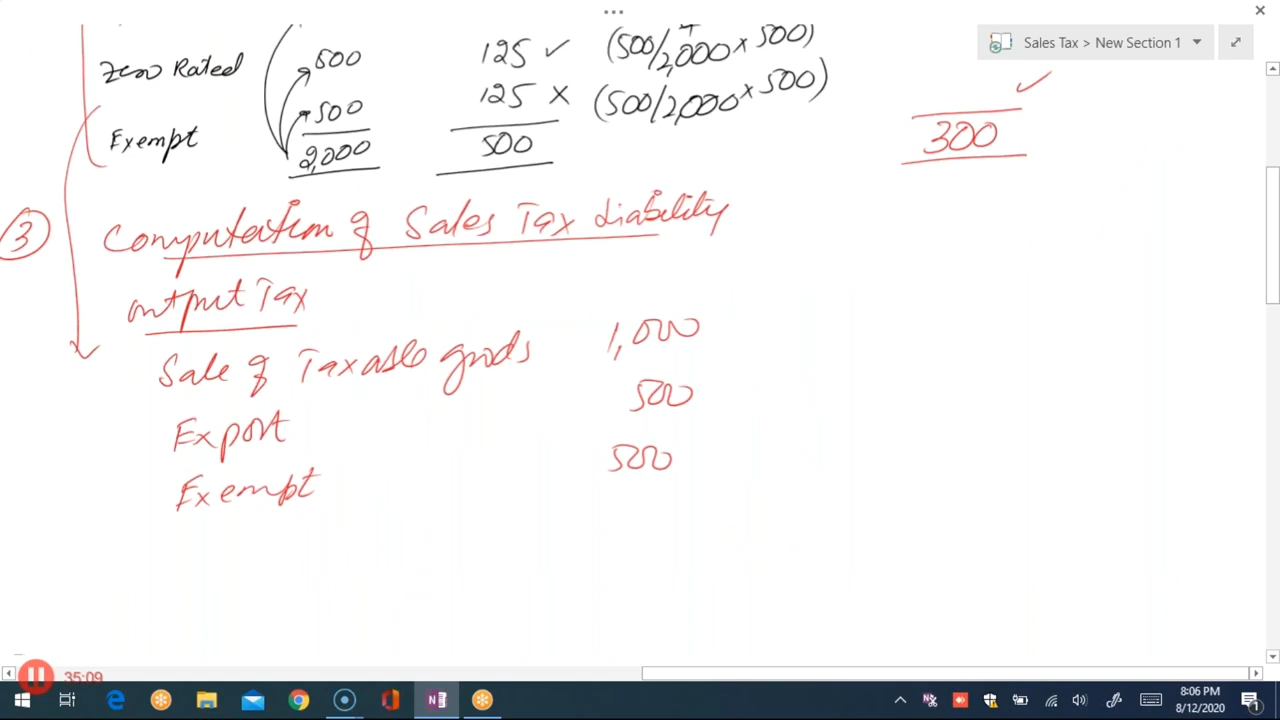 Sales Tax > New Section 1
Zero Rated 500 125 ✓ (500/2,000 x 500)
Exempt 500 125 × (500/2,000 x 500)
2,000 500
300
③ Computation of Sales Tax Liability
Output Tax
Sale of Taxable goods 1,000
Export 500
Exempt 500
35:09
8:06 PM
8/12/2020